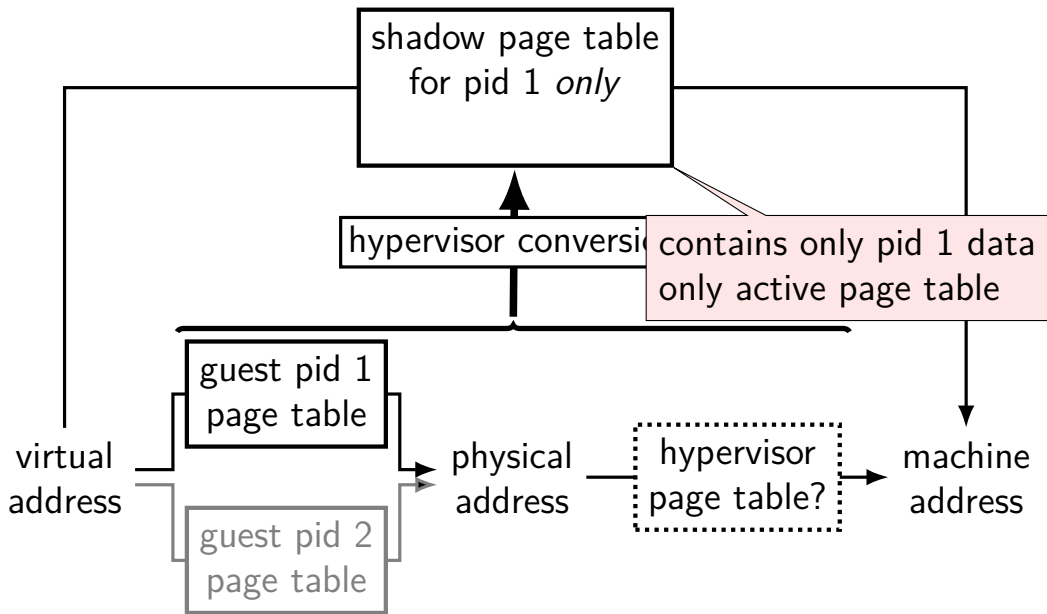 shadow page table
for pid 1 only
hypervisor conversi
contains only pid 1 data
only active page table
guest pid 1
page table
virtual
address
physical
address
hypervisor
page table?
machine
address
guest pid 2
page table